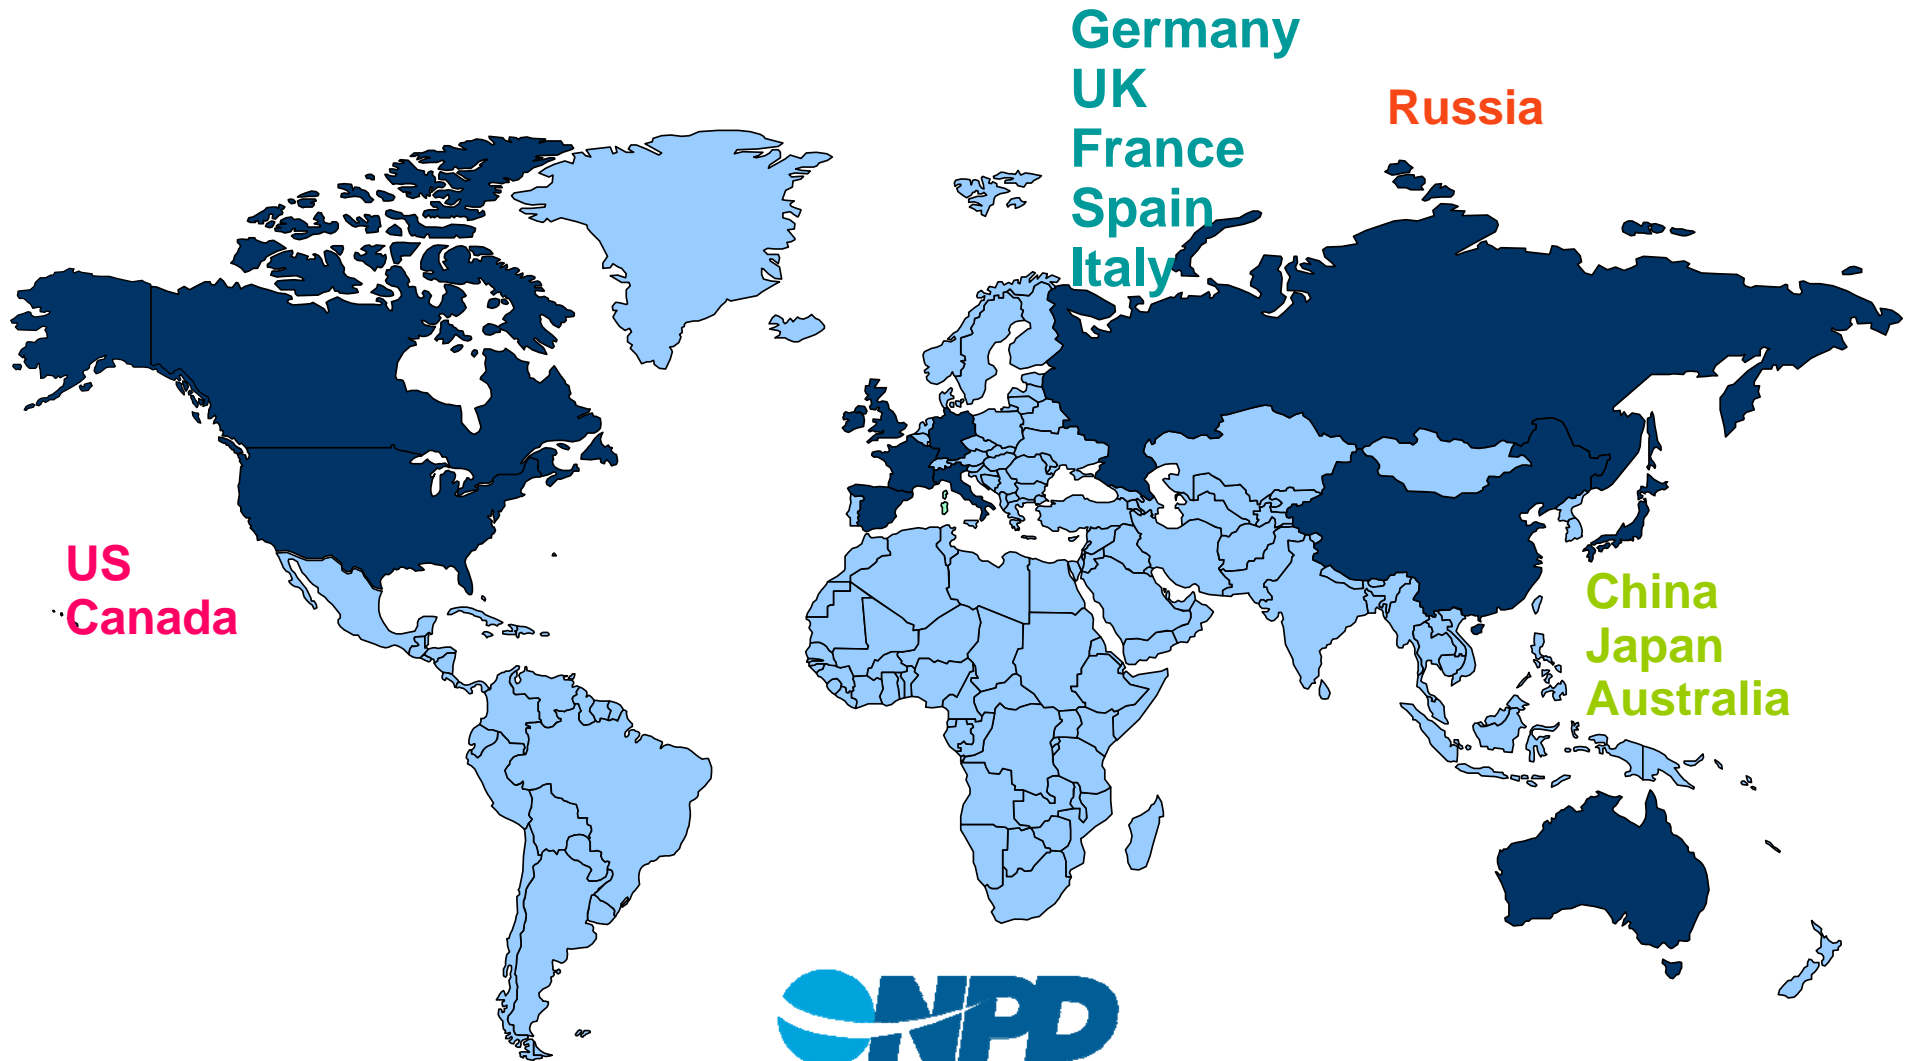 Germany
UK
France
Spain
Italy
Russia
US
Canada
China
Japan
Australia
NPD